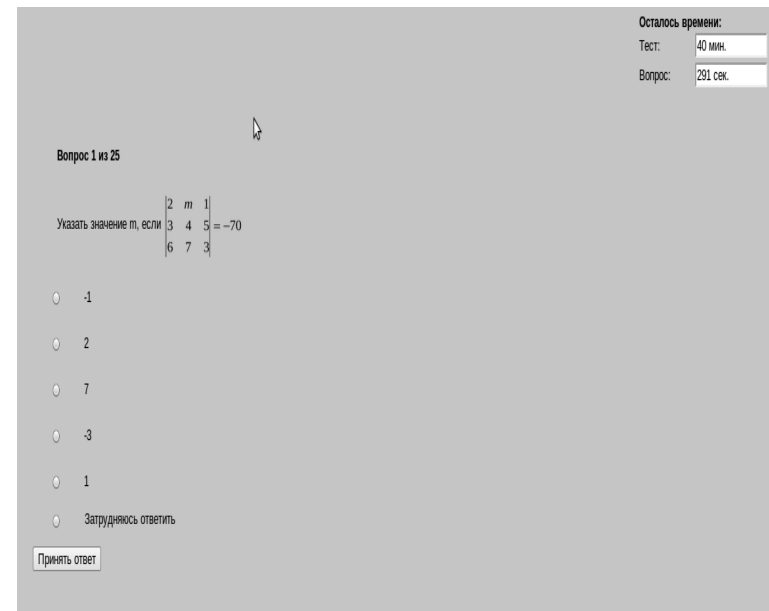 Осталось времени:
Тест: 40 мин.
Вопрос: 291 сек.
Вопрос 1 из 25
2 m 1
Указать значение m, если 3 4 5 = −70
6 7 3
-1
2
7
-3
1
Затрудняюсь ответить
Принять ответ